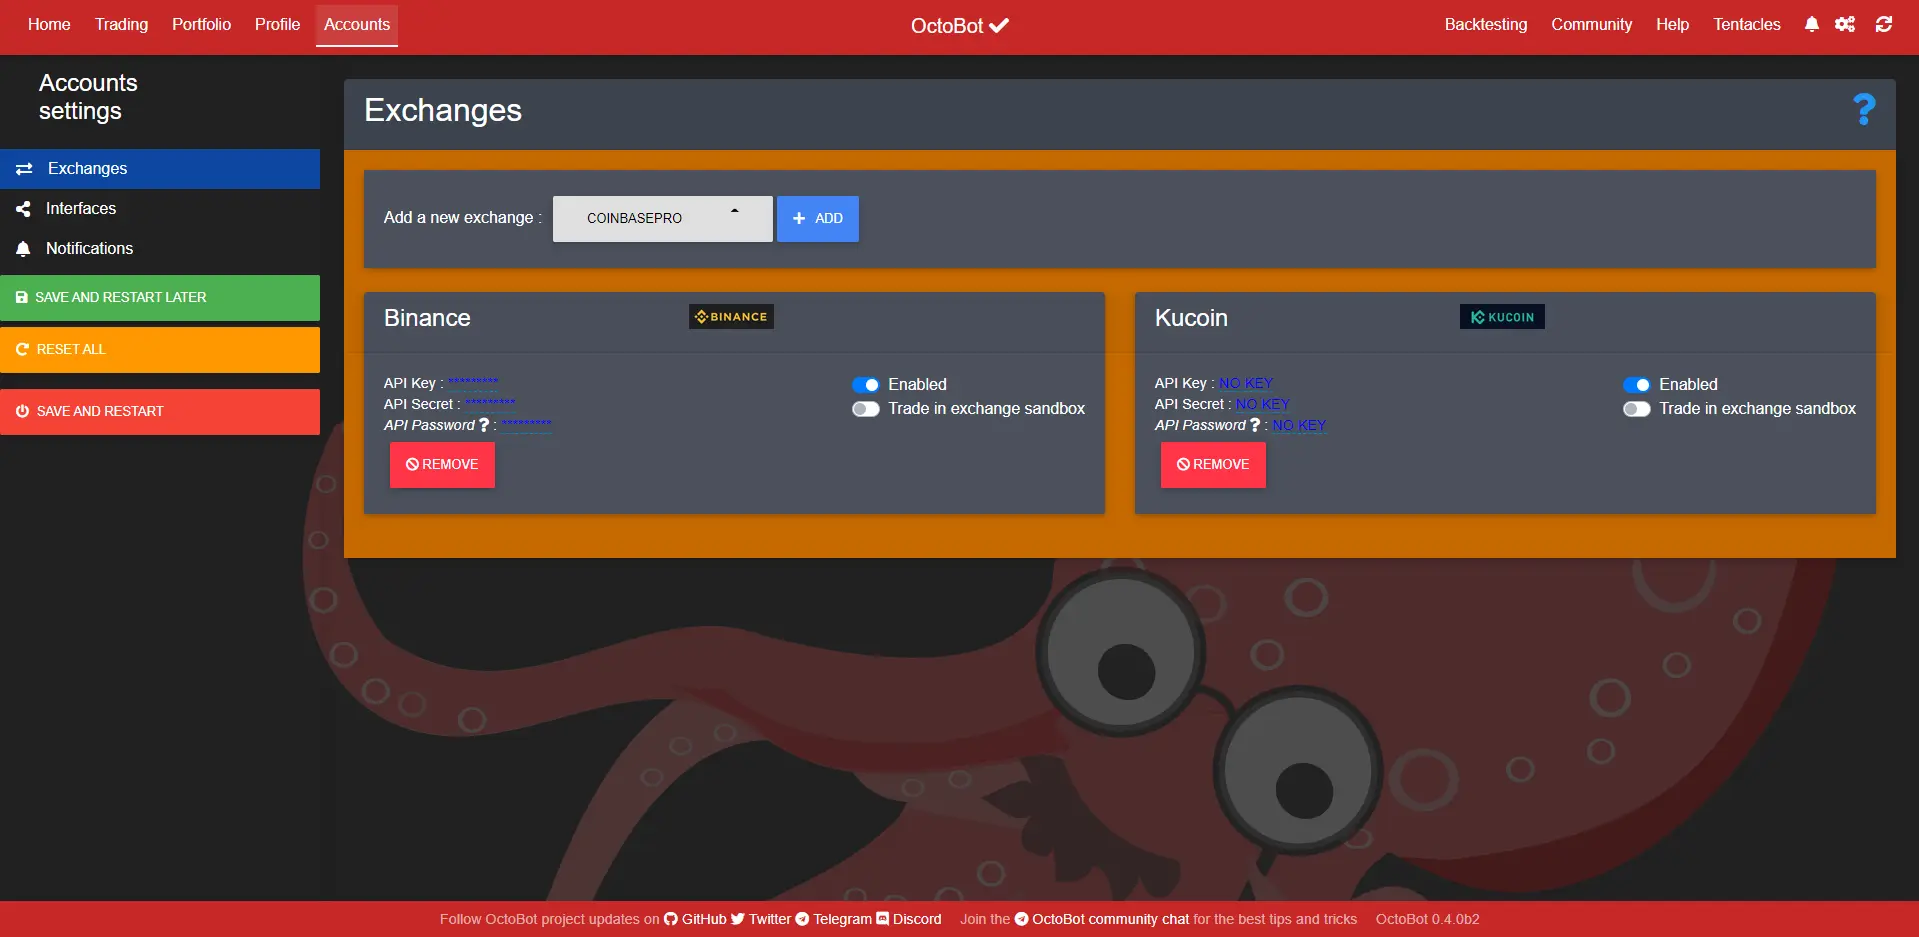 Home Trading Portfolio Profile Accounts OctoBot Backtesting Community Help Tentacles
Accounts
settings
Exchanges
Interfaces
Notifications
SAVE AND RESTART LATER
RESET ALL
SAVE AND RESTART
Exchanges ?
Add a new exchange : COINBASEPRO + ADD
Binance BINANCE
API Key : *********
API Secret : *********
API Password ? : *********
Enabled
Trade in exchange sandbox
REMOVE
Kucoin KUCOIN
API Key : NO KEY
API Secret : NO KEY
API Password ? : NO KEY
Enabled
Trade in exchange sandbox
REMOVE
Follow OctoBot project updates on GitHub Twitter Telegram Discord Join the OctoBot community chat for the best tips and tricks OctoBot 0.4.0b2